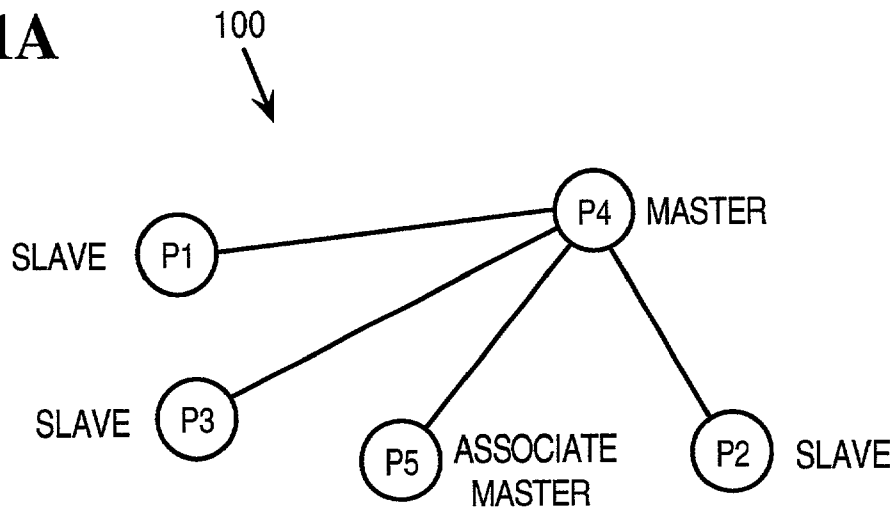 1A
100
P4 MASTER
SLAVE P1
SLAVE P3
P5 ASSOCIATE
MASTER
P2 SLAVE